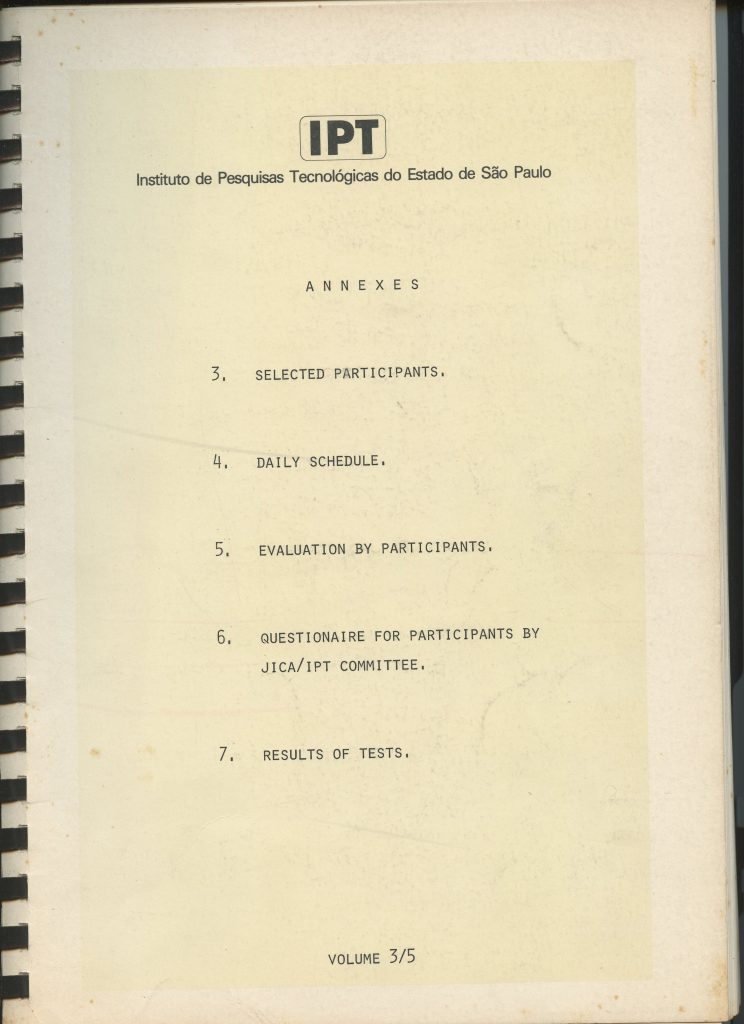 IPT
Instituto de Pesquisas Tecnológicas do Estado de São Paulo
ANNEXES
3. SELECTED PARTICIPANTS.
4. DAILY SCHEDULE.
5. EVALUATION BY PARTICIPANTS.
6. QUESTIONAIRE FOR PARTICIPANTS BY
JICA/IPT COMMITTEE.
7. RESULTS OF TESTS.
VOLUME 3/5